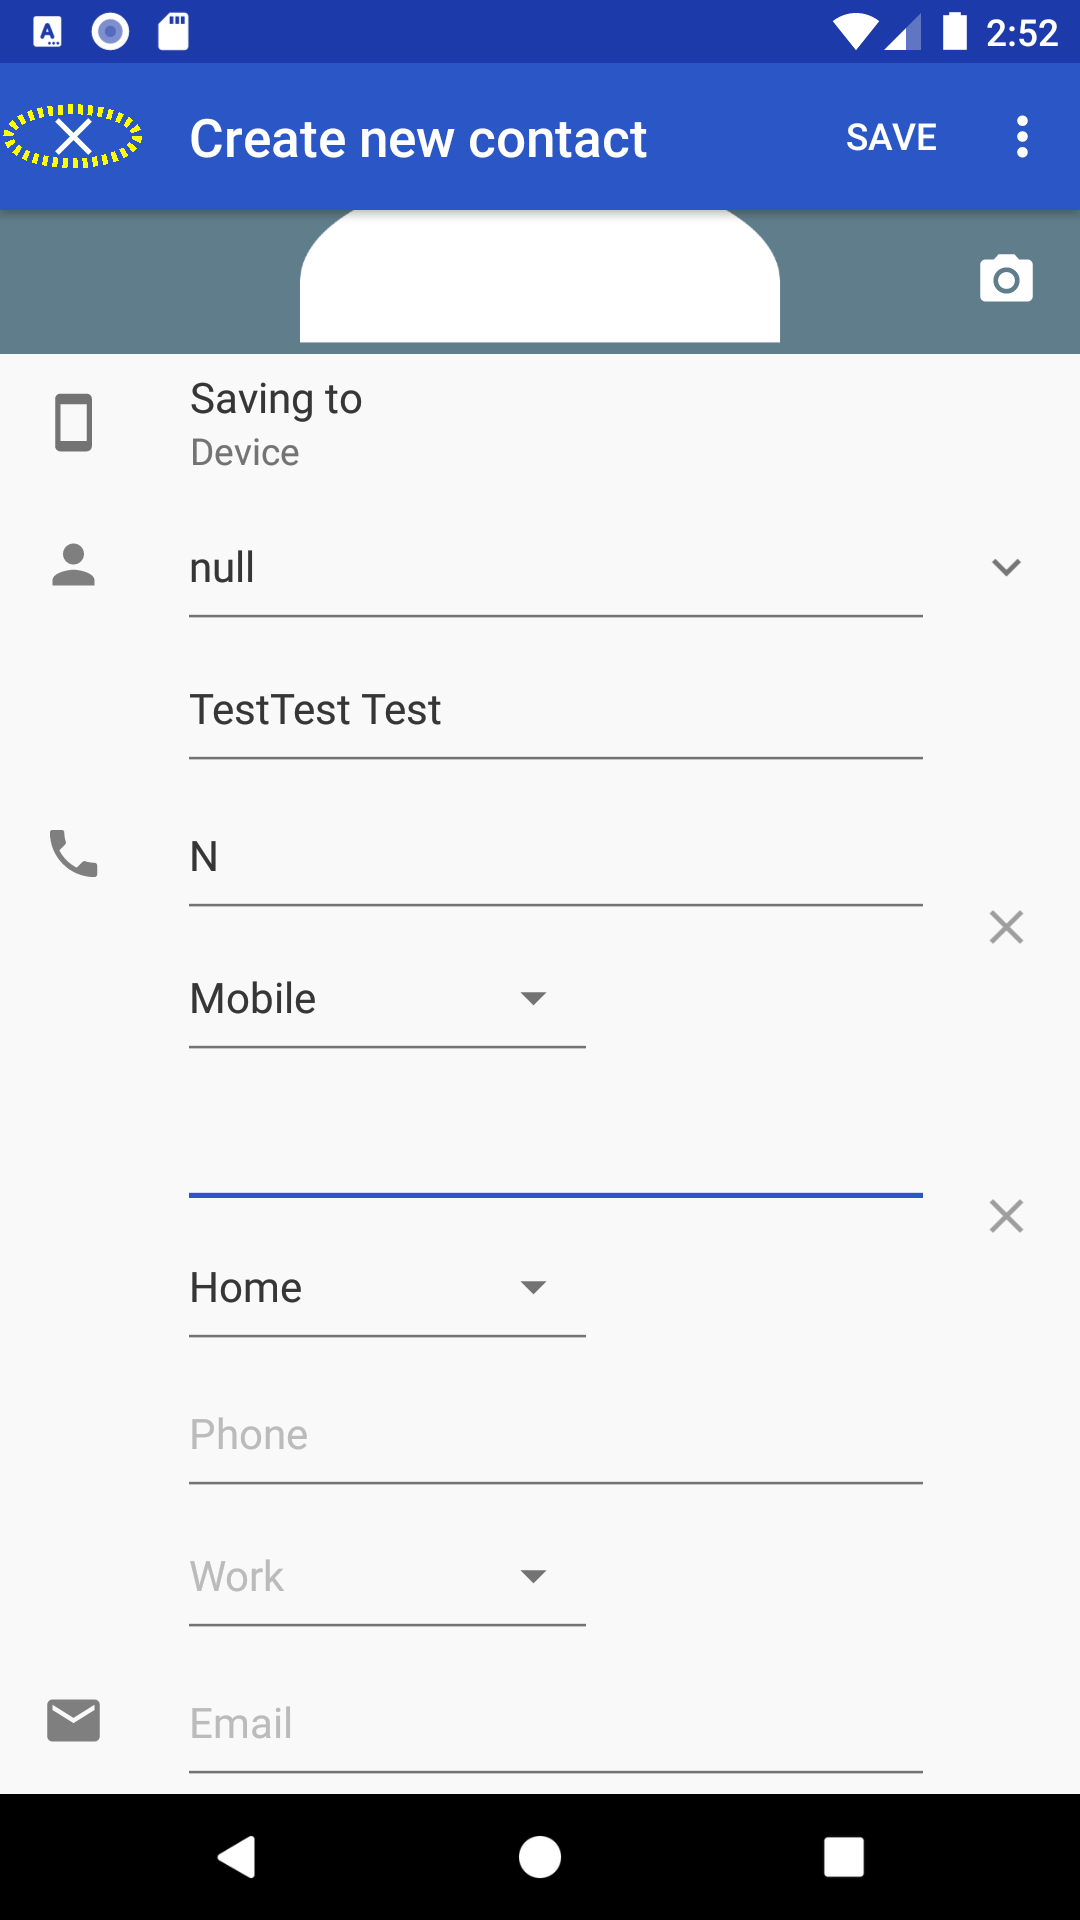 2:52
Create new contact
SAVE
Saving to
Device
null
TestTest Test
N
Mobile
Home
Phone
Work
Email